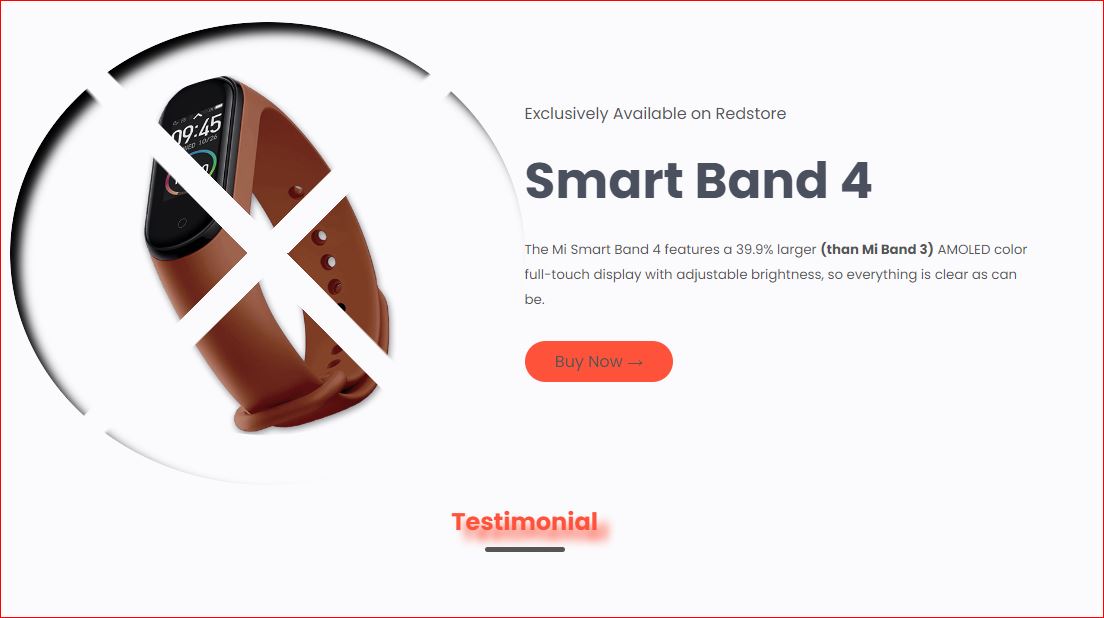 09:45
Exclusively Available on Redstore
Smart Band 4
The Mi Smart Band 4 features a 39.9% larger (than Mi Band 3) AMOLED color
full-touch display with adjustable brightness, so everything is clear as can
be.
Buy Now →
Testimonial